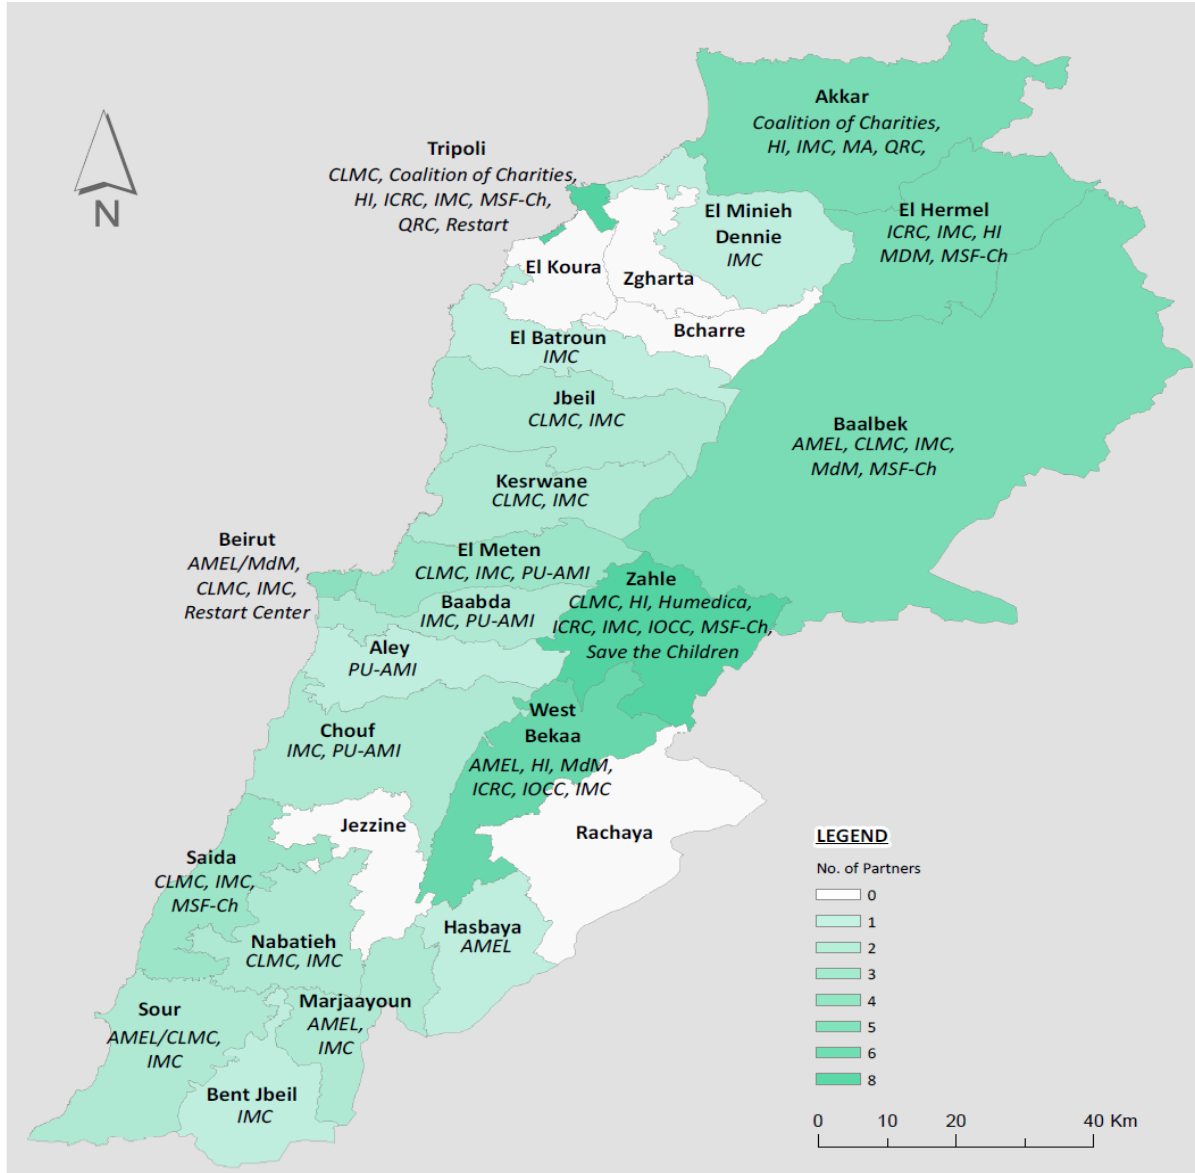 Akkar
Coalition of Charities,
HI, IMC, MA, QRC,
Tripoli
CLMC, Coalition of Charities,
HI, ICRC, IMC, MSF-Ch,
QRC, Restart
N
El Minieh
Dennie
IMC
El Hermel
ICRC, IMC, HI
MDM, MSF-Ch
El Koura
Zgharta
Bcharre
El Batroun
IMC
Jbeil
CLMC, IMC
Baalbek
AMEL, CLMC, IMC,
MdM, MSF-Ch
Kesrwane
CLMC, IMC
Beirut
AMEL/MdM,
CLMC, IMC,
Restart Center
El Meten
CLMC, IMC, PU-AMI
Baabda
IMC, PU-AMI
Zahle
CLMC, HI, Humedica,
ICRC, IMC, IOCC, MSF-Ch,
Save the Children
Aley
PU-AMI
Chouf
IMC, PU-AMI
West
Bekaa
AMEL, HI, MdM,
ICRC, IOCC, IMC
Jezzine
Rachaya
Saida
CLMC, IMC,
MSF-Ch
Hasbaya
AMEL
Nabatieh
CLMC, IMC
Sour
AMEL/CLMC,
IMC
Marjaayoun
AMEL,
IMC
Bent Jbeil
IMC
LEGEND
No. of Partners
0
1
2
3
4
5
6
8
0 10 20 40 Km